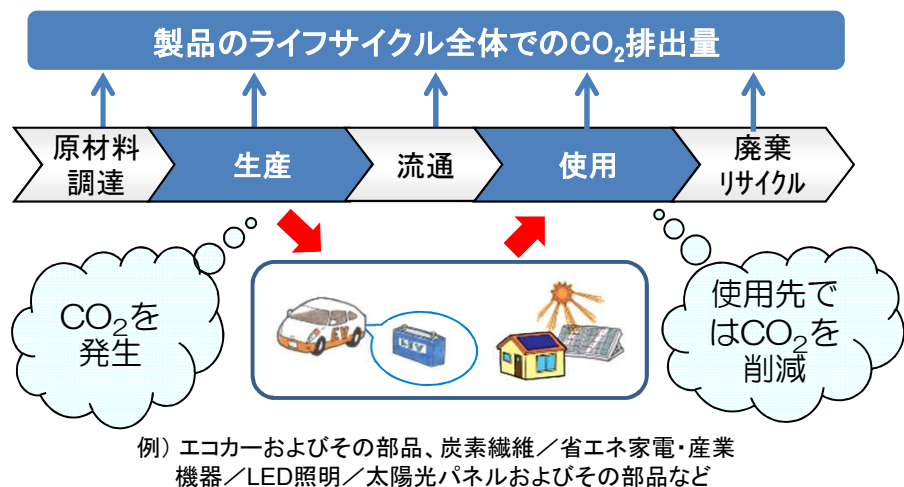 製品のライフサイクル全体でのCO₂排出量
原材料
調達
生産
流通
使用
廃棄
リサイクル
CO₂を
発生
EV
使用先で
はCO₂を
削減
例）エコカーおよびその部品、炭素繊維／省エネ家電・産業
機器／LED照明／太陽光パネルおよびその部品など